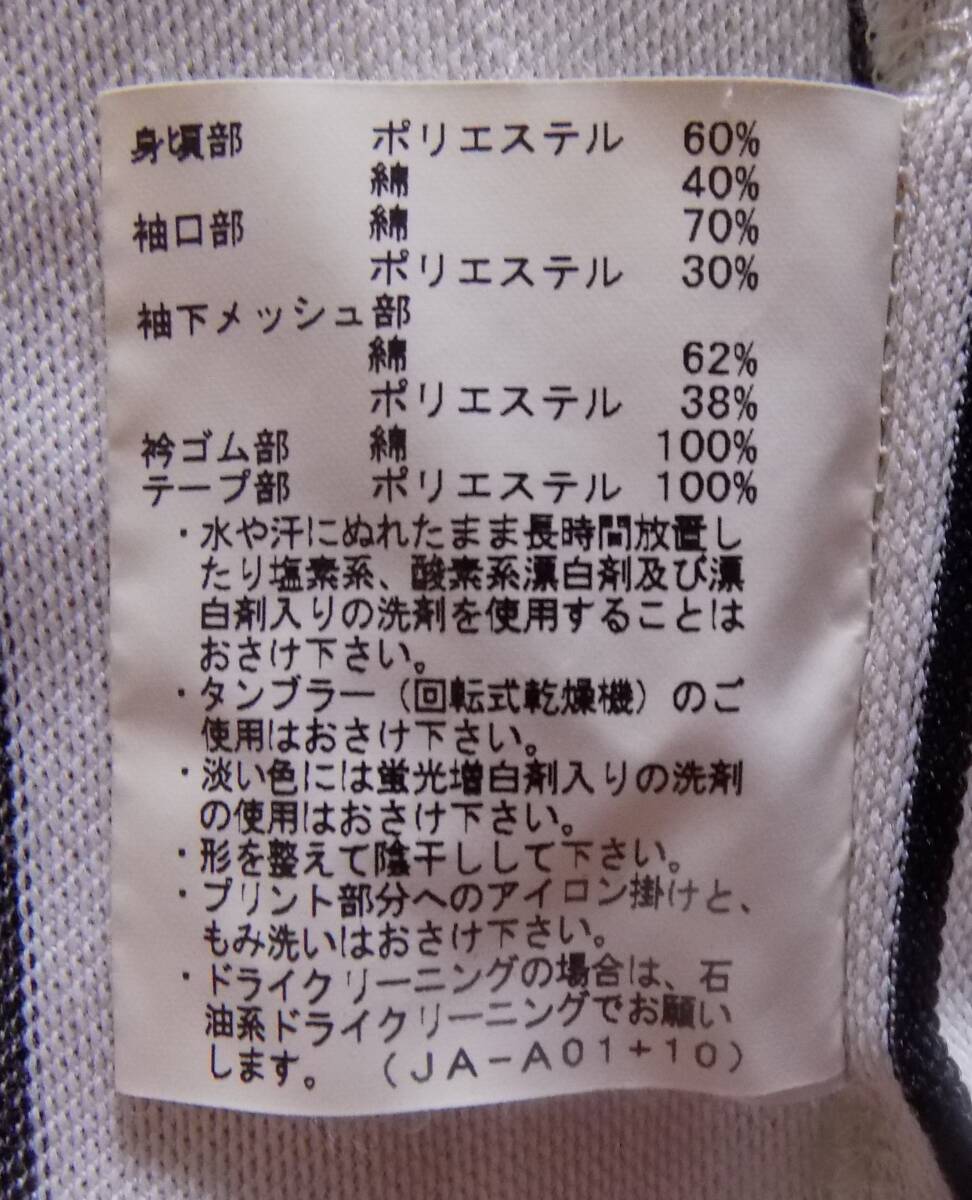 身頃部 ポリエステル 60%
綿 40%
袖口部 綿 70%
ポリエステル 30%
袖下メッシュ部
綿 62%
ポリエステル 38%
衿ゴム部 綿 100%
テープ部 ポリエステル 100%
・水や汗にぬれたまま長時間放置し
たり塩素系、酸素系漂白剤及び漂
白剤入りの洗剤を使用することは
おさけ下さい。
・タンブラー(回転式乾燥機)のご
使用はおさけ下さい。
・淡い色には蛍光増白剤入りの洗剤
の使用はおさけ下さい。
・形を整えて陰干しして下さい。
・プリント部分へのアイロン掛けと、
もみ洗いはおさけ下さい。
・ドライクリーニングの場合は、石
油系ドライクリーニングでお願い
します。 (JA-A01+10)